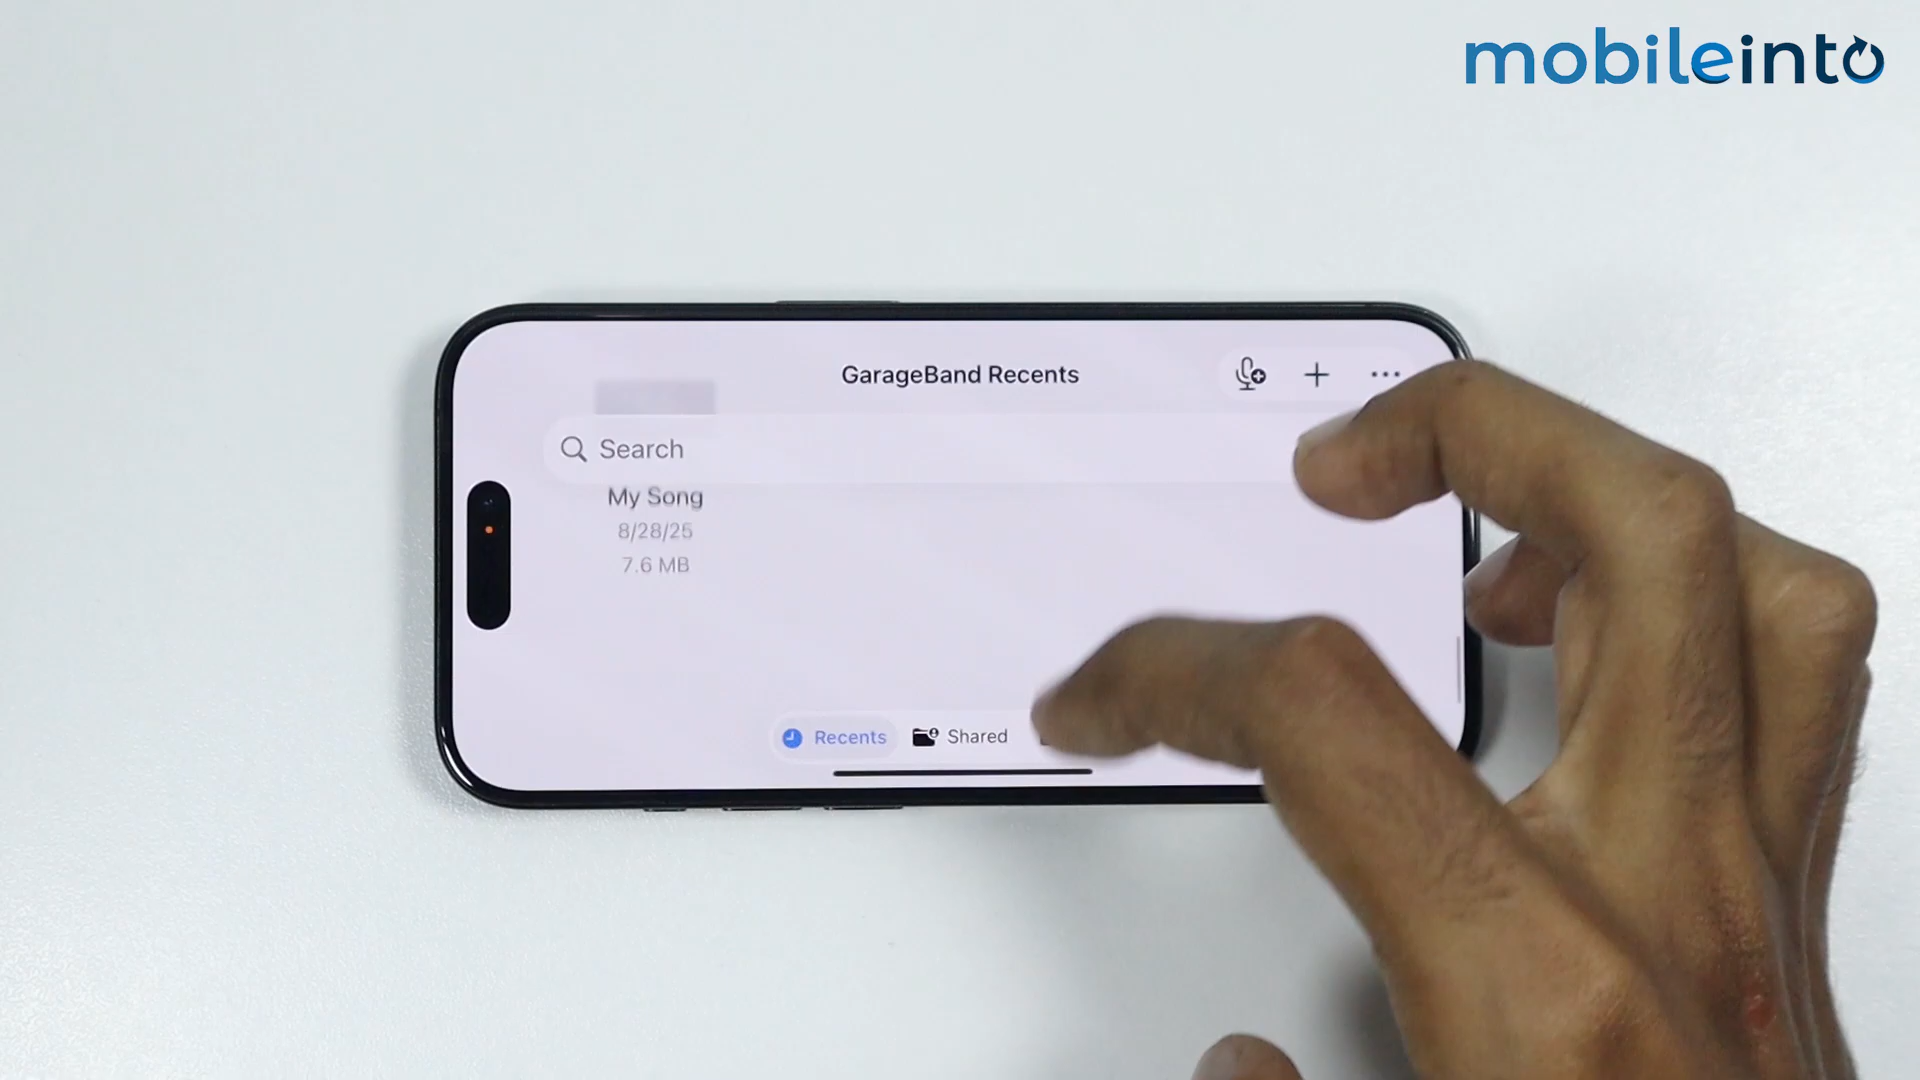 mobileinto
GarageBand Recents
Search
My Song
8/28/25
7.6 MB
Recents
Shared